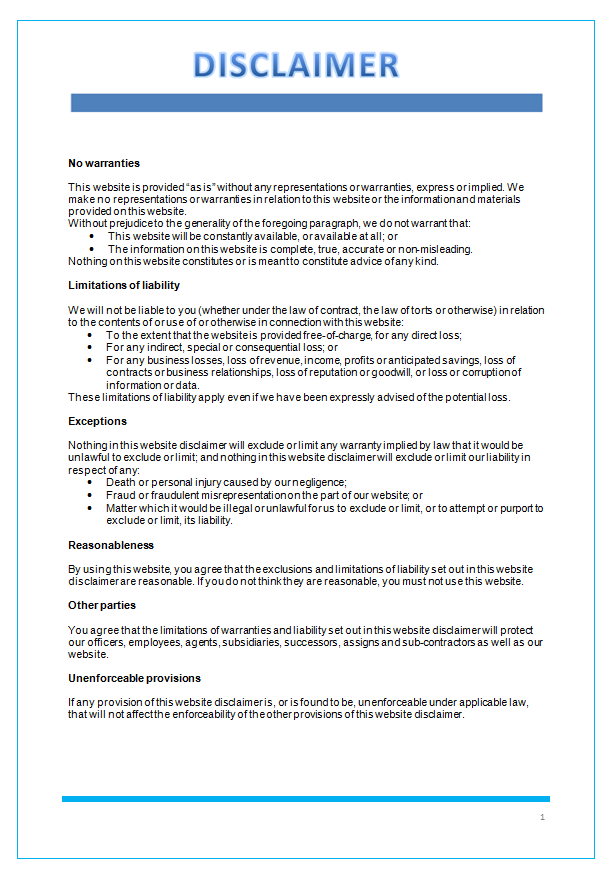 DISCLAIMER
No warranties
This website is provided “as is” without any representations or warranties, express or implied. We
make no representations or warranties in relation to this website or the information and materials
provided on this website.
Without prejudice to the generality of the foregoing paragraph, we do not warrant that:
• This website will be constantly available, or available at all; or
• The information on this website is complete, true, accurate or non-misleading.
Nothing on this website constitutes or is meant to constitute advice of any kind.
Limitations of liability
We will not be liable to you (whether under the law of contract, the law of torts or otherwise) in relation
to the contents of or use of or otherwise in connection with this website:
• To the extent that the website is provided free-of-charge, for any direct loss;
• For any indirect, special or consequential loss; or
• For any business losses, loss of revenue, income, profits or anticipated savings, loss of
contracts or business relationships, loss of reputation or goodwill, or loss or corruption of
information or data.
These limitations of liability apply even if we have been expressly advised of the potential loss.
Exceptions
Nothing in this website disclaimer will exclude or limit any warranty implied by law that it would be
unlawful to exclude or limit; and nothing in this website disclaimer will exclude or limit our liability in
respect of any:
• Death or personal injury caused by our negligence;
• Fraud or fraudulent misrepresentation on the part of our website; or
• Matter which it would be illegal or unlawful for us to exclude or limit, or to attempt or purport to
exclude or limit, its liability.
Reasonableness
By using this website, you agree that the exclusions and limitations of liability set out in this website
disclaimer are reasonable. If you do not think they are reasonable, you must not use this website.
Other parties
You agree that the limitations of warranties and liability set out in this website disclaimer will protect
our officers, employees, agents, subsidiaries, successors, assigns and sub-contractors as well as our
website.
Unenforceable provisions
If any provision of this website disclaimer is, or is found to be, unenforceable under applicable law,
that will not affect the enforceability of the other provisions of this website disclaimer.
1